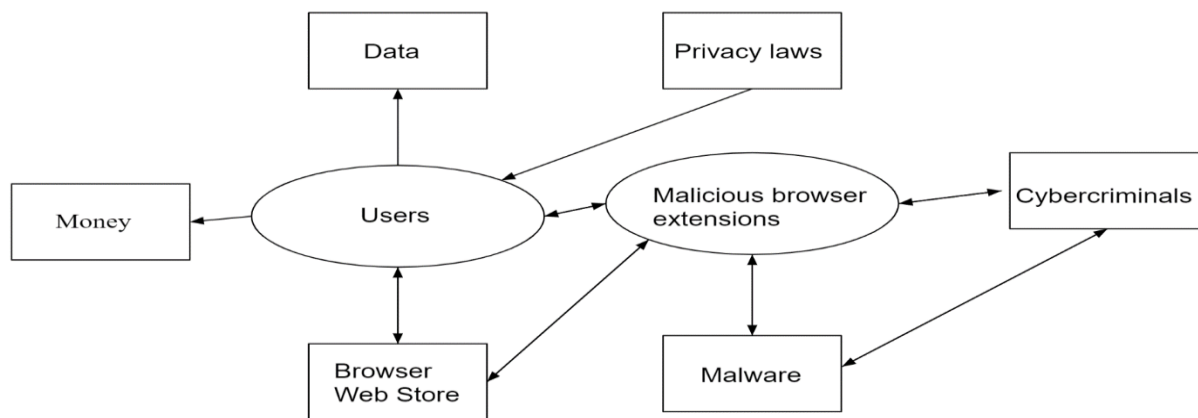 Data
Privacy laws
Money
Users
Malicious browser
extensions
Cybercriminals
Browser
Web Store
Malware